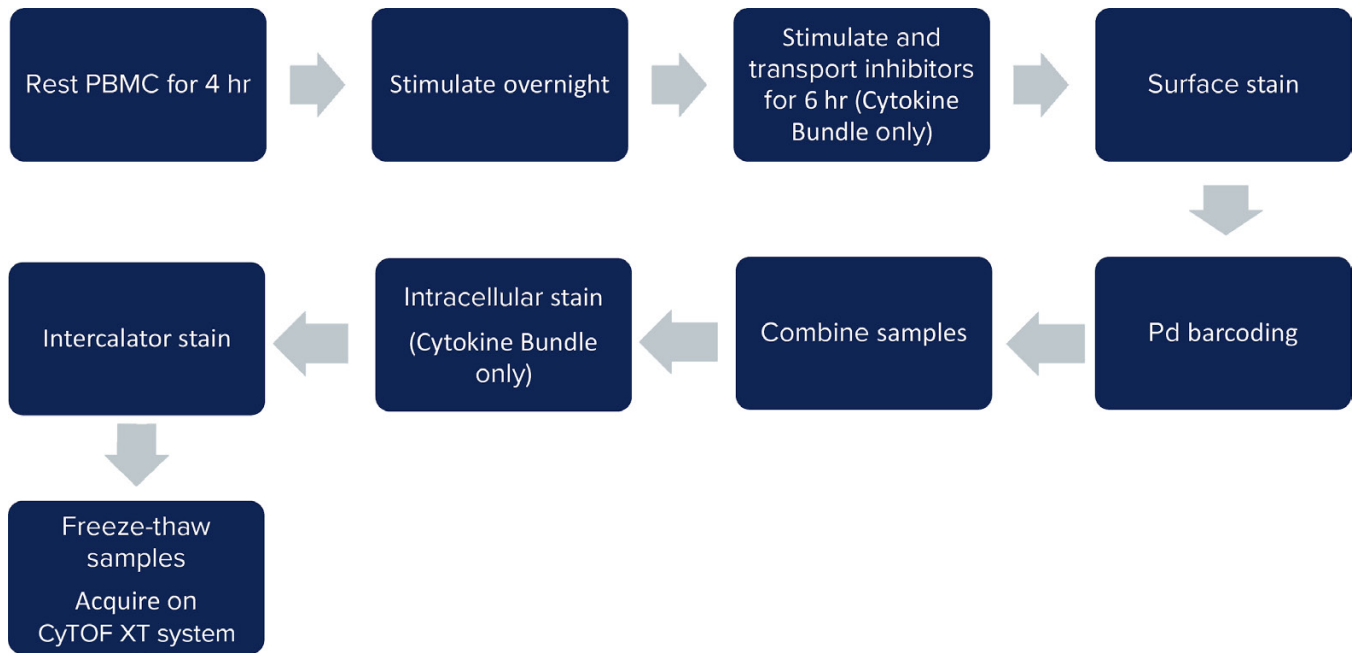 Rest PBMC for 4 hr
Stimulate overnight
Stimulate and
transport inhibitors
for 6 hr (Cytokine
Bundle only)
Surface stain
Pd barcoding
Combine samples
Intracellular stain
(Cytokine Bundle
only)
Intercalator stain
Freeze-thaw
samples
Acquire on
CyTOF XT system